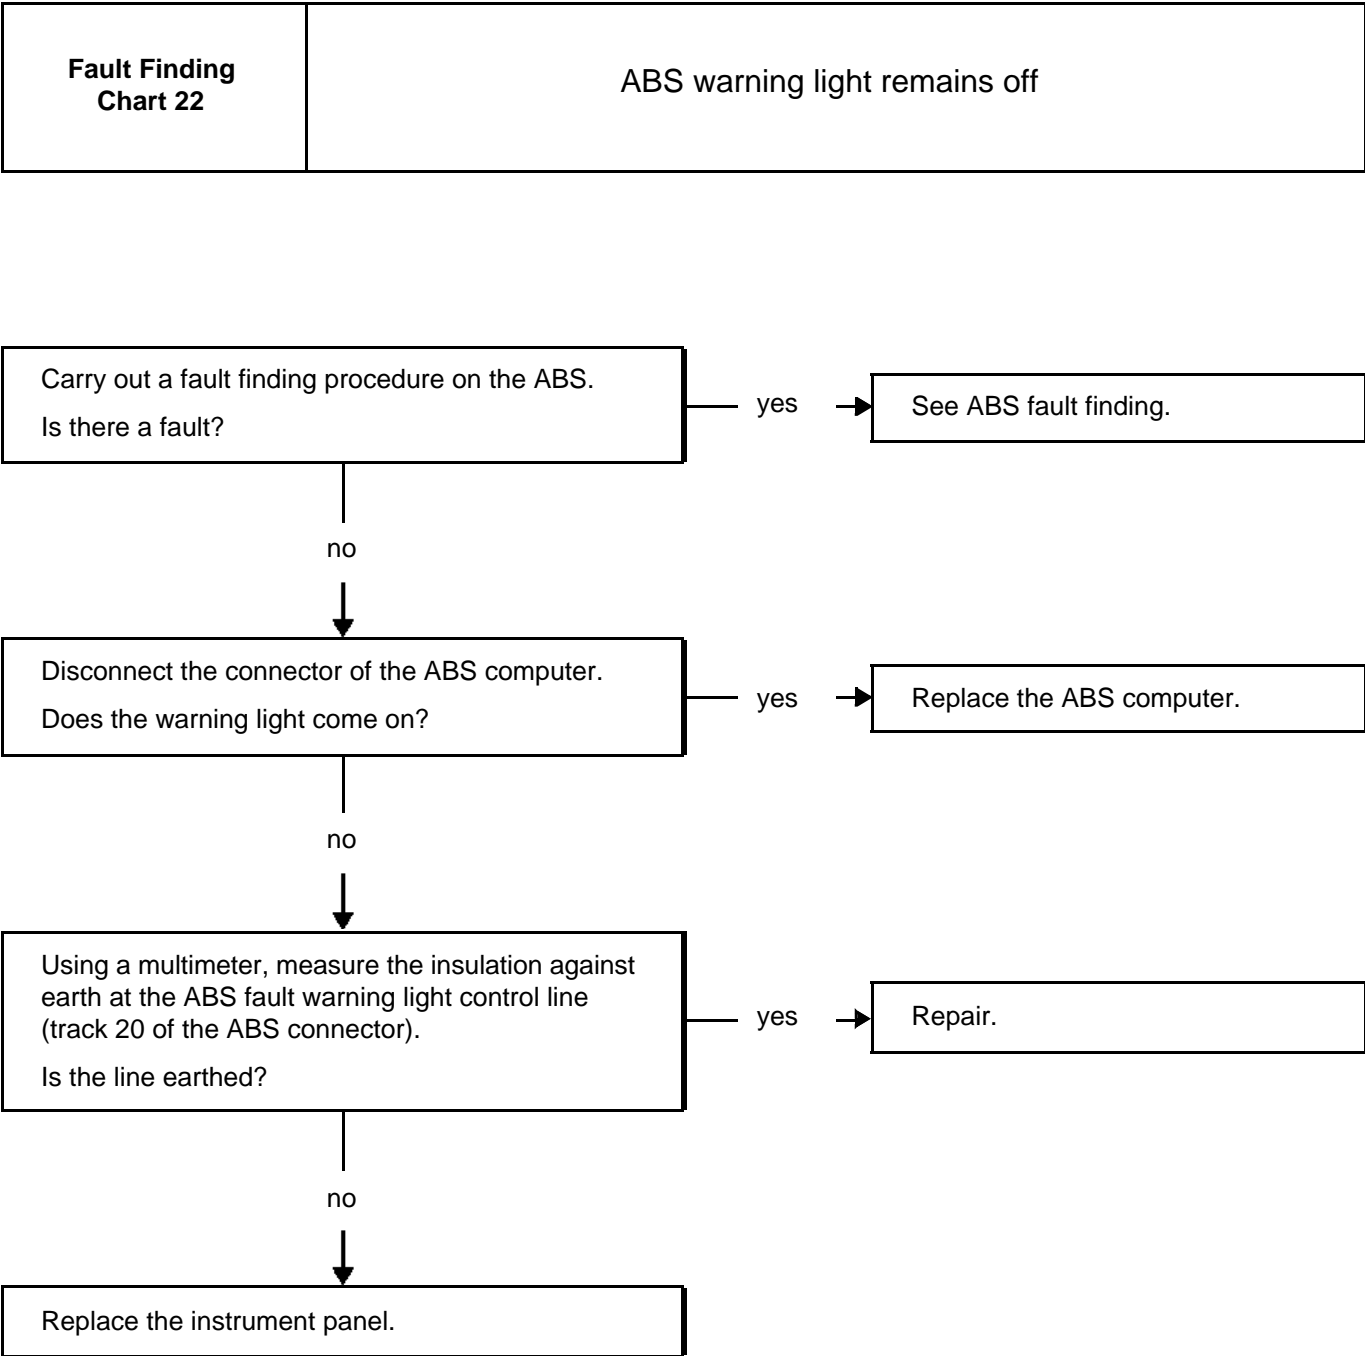 Fault Finding
Chart 22
ABS warning light remains off
Carry out a fault finding procedure on the ABS.
Is there a fault?
yes
See ABS fault finding.
no
Disconnect the connector of the ABS computer.
Does the warning light come on?
yes
Replace the ABS computer.
no
Using a multimeter, measure the insulation against
earth at the ABS fault warning light control line
(track 20 of the ABS connector).
Is the line earthed?
yes
Repair.
no
Replace the instrument panel.